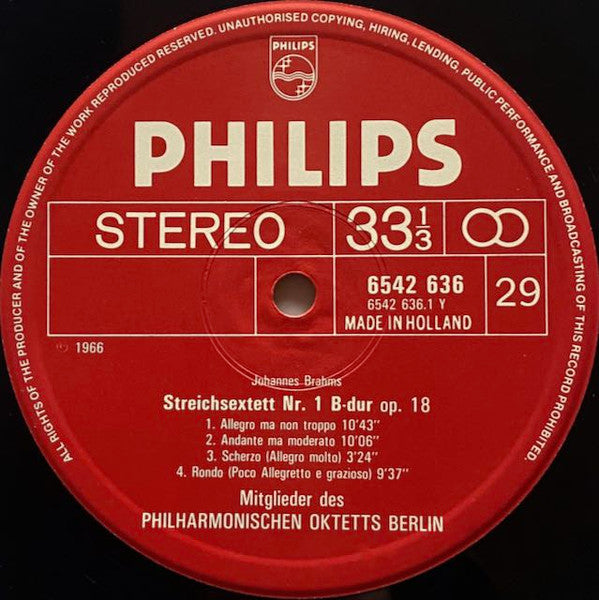 ALL RIGHTS OF THE PRODUCER AND OF THE OWNER OF THE WORK REPRODUCED RESERVED. UNAUTHORISED COPYING, HIRING, LENDING, PUBLIC PERFORMANCE AND BROADCASTING OF THIS RECORD PROHIBITED.
PHILIPS
PHILIPS
STEREO
33⅓
6542 636
6542 636.1 Y
MADE IN HOLLAND
29
℗ 1966
Johannes Brahms
Streichsextett Nr. 1 B-dur op. 18
1. Allegro ma non troppo 10'43"
2. Andante ma moderato 10'06"
3. Scherzo (Allegro molto) 3'24"
4. Rondo (Poco Allegretto e grazioso) 9'37"
Mitglieder des
PHILHARMONISCHEN OKTETTS BERLIN